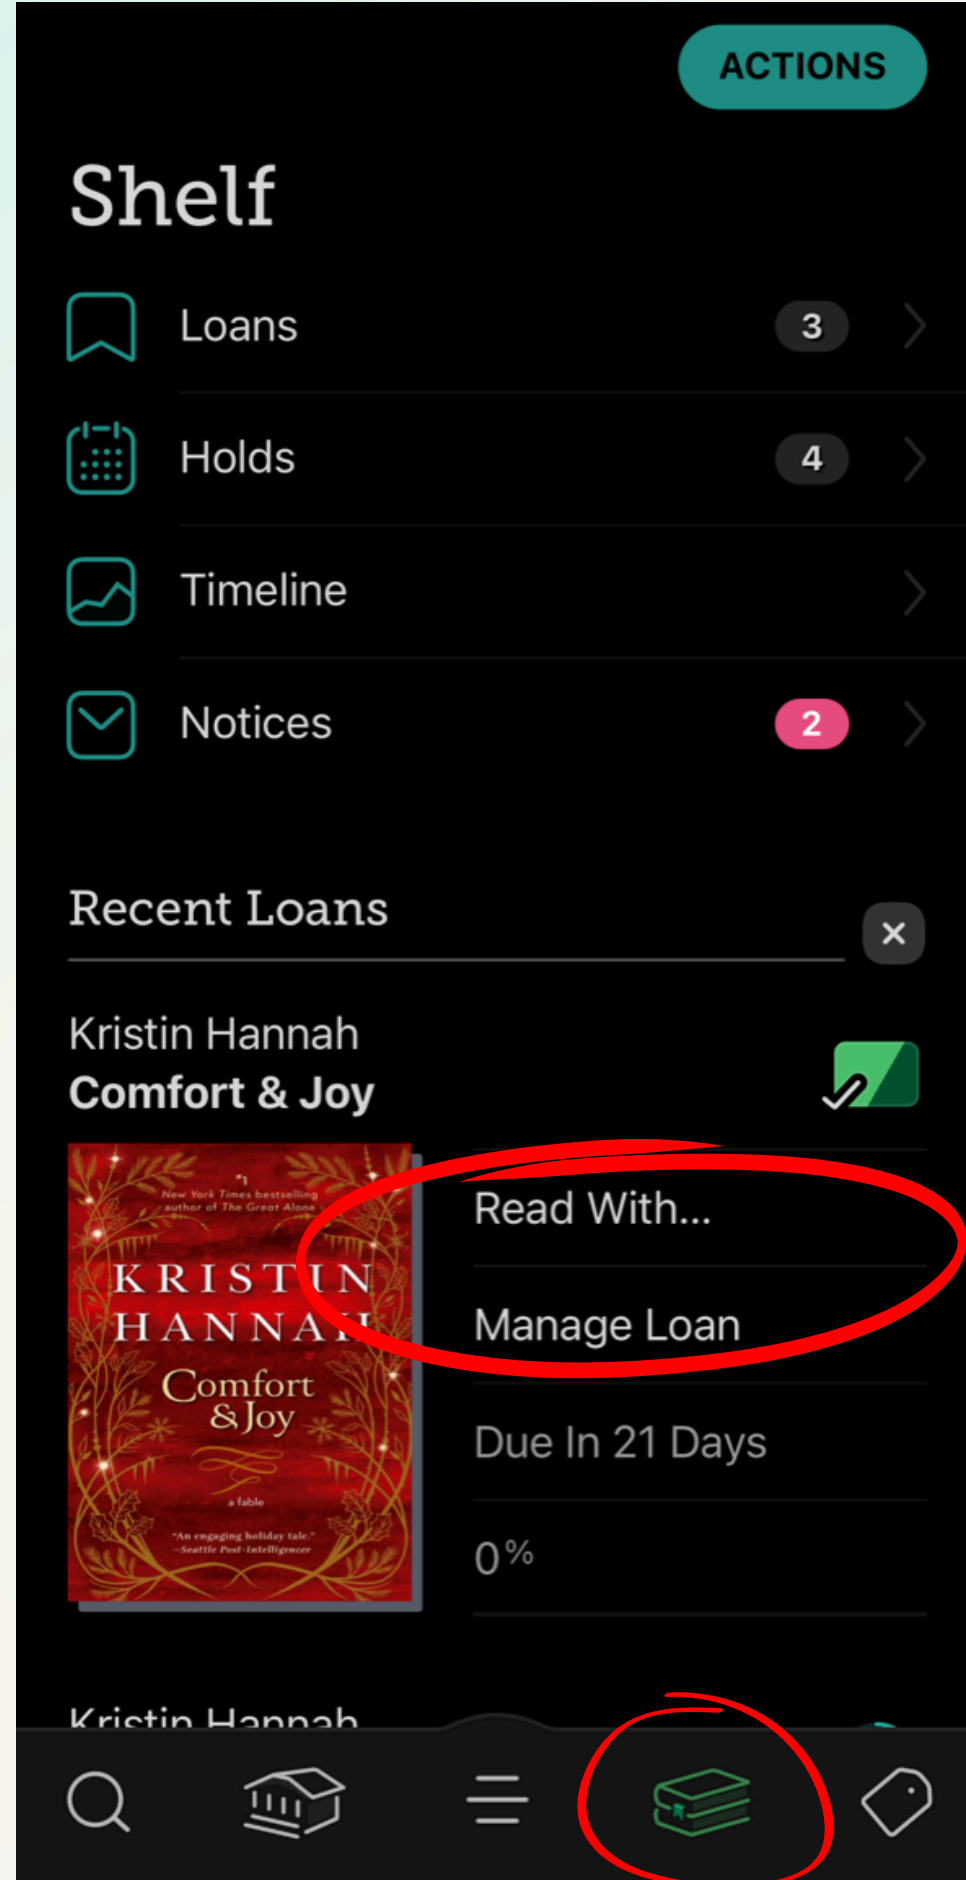 ACTIONS
Shelf
Loans
3
Holds
4
Timeline
Notices
2
Recent Loans
Kristin Hannah
Comfort & Joy
#1
New York Times bestselling
author of The Great Alone
KRISTIN
HANNAH
Comfort
& Joy
a fable
"An engaging holiday tale."
—Seattle Post-Intelligencer
Read With...
Manage Loan
Due In 21 Days
0%
Kristin Hannah